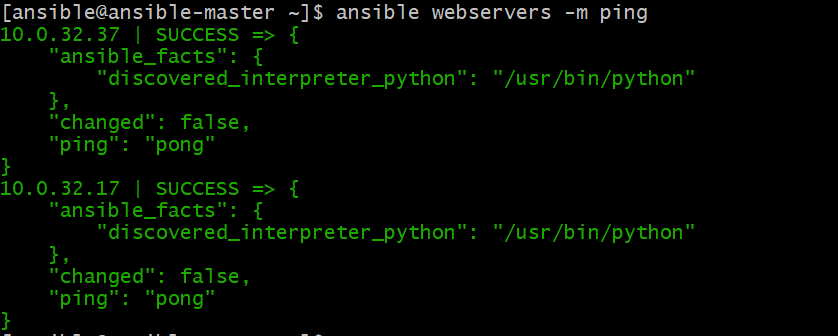 [ansible@ansible-master ~]$ ansible webservers -m ping
10.0.32.37 | SUCCESS => {
    "ansible_facts": {
        "discovered_interpreter_python": "/usr/bin/python"
    },
    "changed": false,
    "ping": "pong"
}
10.0.32.17 | SUCCESS => {
    "ansible_facts": {
        "discovered_interpreter_python": "/usr/bin/python"
    },
    "changed": false,
    "ping": "pong"
}